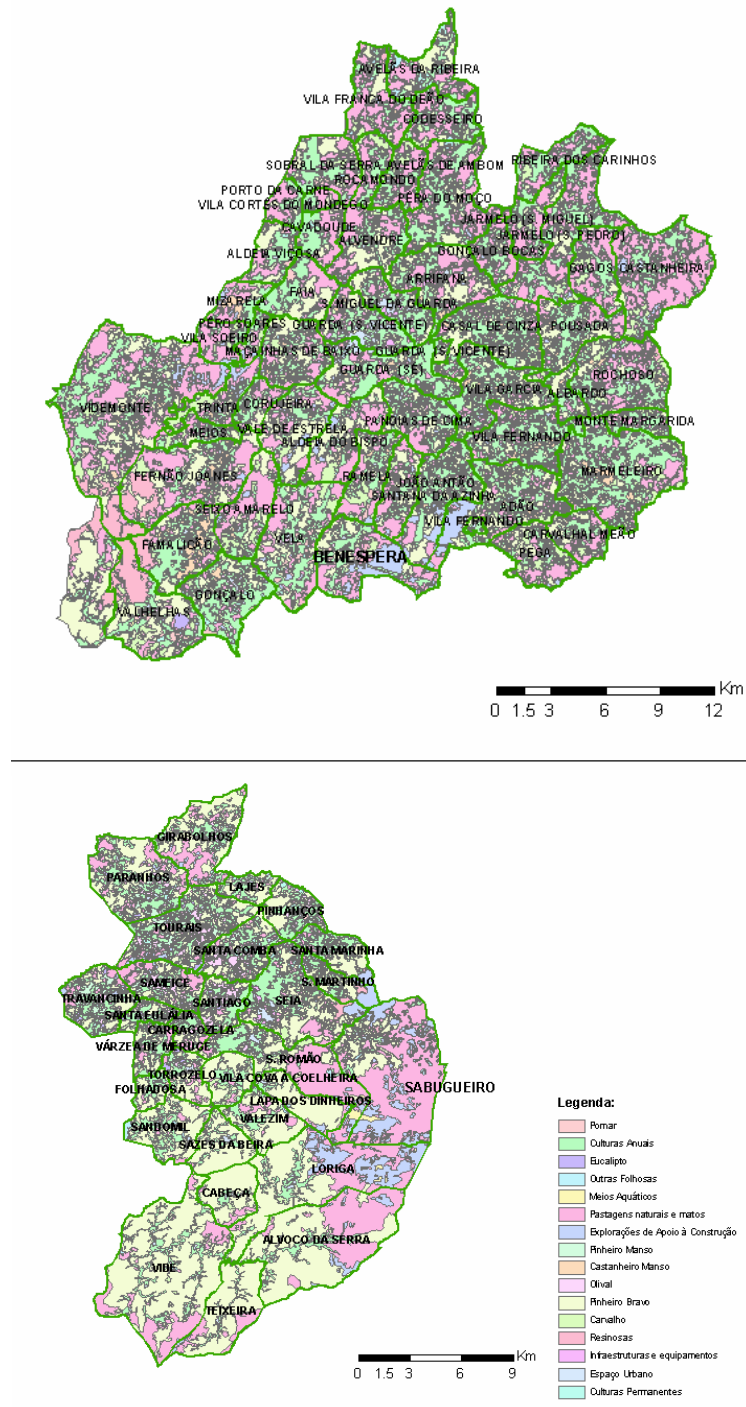 AVELÃS DA RIBEIRA
VILA FRANCA DO DEÃO
CODESSEIRO
RIBEIRA DOS CARINHOS
SOBRAL DA SERRA AVELÃS DE AMBOM
ROCAMONDO
PORTO DA CARNE
PÊRA DO MOÇO
VILA CORTÊS DO MONDEGO
JARMELO (S. MIGUEL)
CAVADOUDE
JARMELO (S. PEDRO)
ALVENDRE
GONÇALO BOCAS
ALDEIA VIÇOSA
GAGOS CASTANHEIRA
ARRIFANA
FAIA
MIZARELA
S. MIGUEL DA GUARDA
PÊRO SOARES GUARDA (S. VICENTE) CASAL DE CINZA POUSADA
VILA SOEIRO
MAÇAINHAS DE BAIXO GUARDA (S. VICENTE)
GUARDA (SÉ)
ROCHOSO
VILA GARCIA ALBARDO
VIDEMONTE
TRINTA CORUJEIRA
PANOIAS DE CIMA
MONTE MARGARIDA
MEIOS VALE DE ESTRELA
VILA FERNANDO
ALDEIA DO BISPO
MARMELEIRO
FERNÃO JOANES
RAMELA
JOÃO ANTÃO
SANTANA DA AZINHA
SEIXO AMARELO
ADÃO
VILA FERNANDO
CARVALHAL MEÃO
FAMALICÃO
VELA
BENESPERA
PEGA
GONÇALO
VALHELHAS
Km
0 1.5 3 6 9 12
GIRABOLHOS
PARANHOS
LAJES
PINHANÇOS
TOURAIS
SANTA COMBA SANTA MARINHA
SAMEICE
S. MARTINHO
TRAVANCINHA
SANTIAGO
SEIA
SANTA EULÁLIA
CARRAGOZELA
VÁRZEA DE MERUGE
S. ROMÃO
TORROZELO VILA COVA À COELHEIRA
SABUGUEIRO
FOLHADOSA
LAPA DOS DINHEIROS
SANDOMIL
VALEZIM
SAZES DA BEIRA
LORIGA
CABEÇA
ALVOCO DA SERRA
VIDE
TEIXEIRA
Km
0 1.5 3 6 9
Legenda:
Pomar
Culturas Anuais
Eucalipto
Outras Folhosas
Meios Aquáticos
Pastagens naturais e matos
Explorações de Apoio à Construção
Pinheiro Manso
Castanheiro Manso
Olival
Pinheiro Bravo
Carvalho
Resinosas
Infraestruturas e equipamentos
Espaço Urbano
Culturas Permanentes